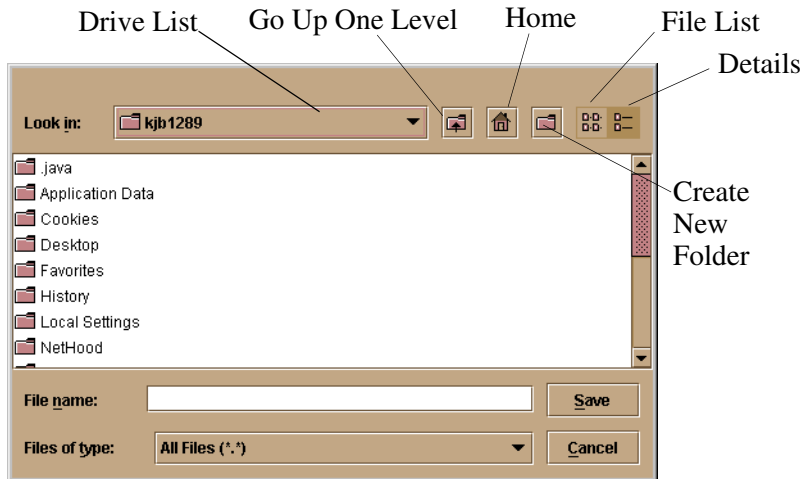 Drive List Go Up One Level Home File List
Details
Look in: kjb1289
.java
Application Data
Cookies
Desktop
Favorites
History
Local Settings
NetHood
Create
New
Folder
File name: Save
Files of type: All Files (*.*) Cancel